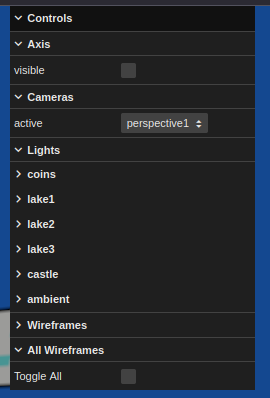 Controls
Axis
visible
Cameras
active perspective1
Lights
coins
lake1
lake2
lake3
castle
ambient
Wireframes
All Wireframes
Toggle All